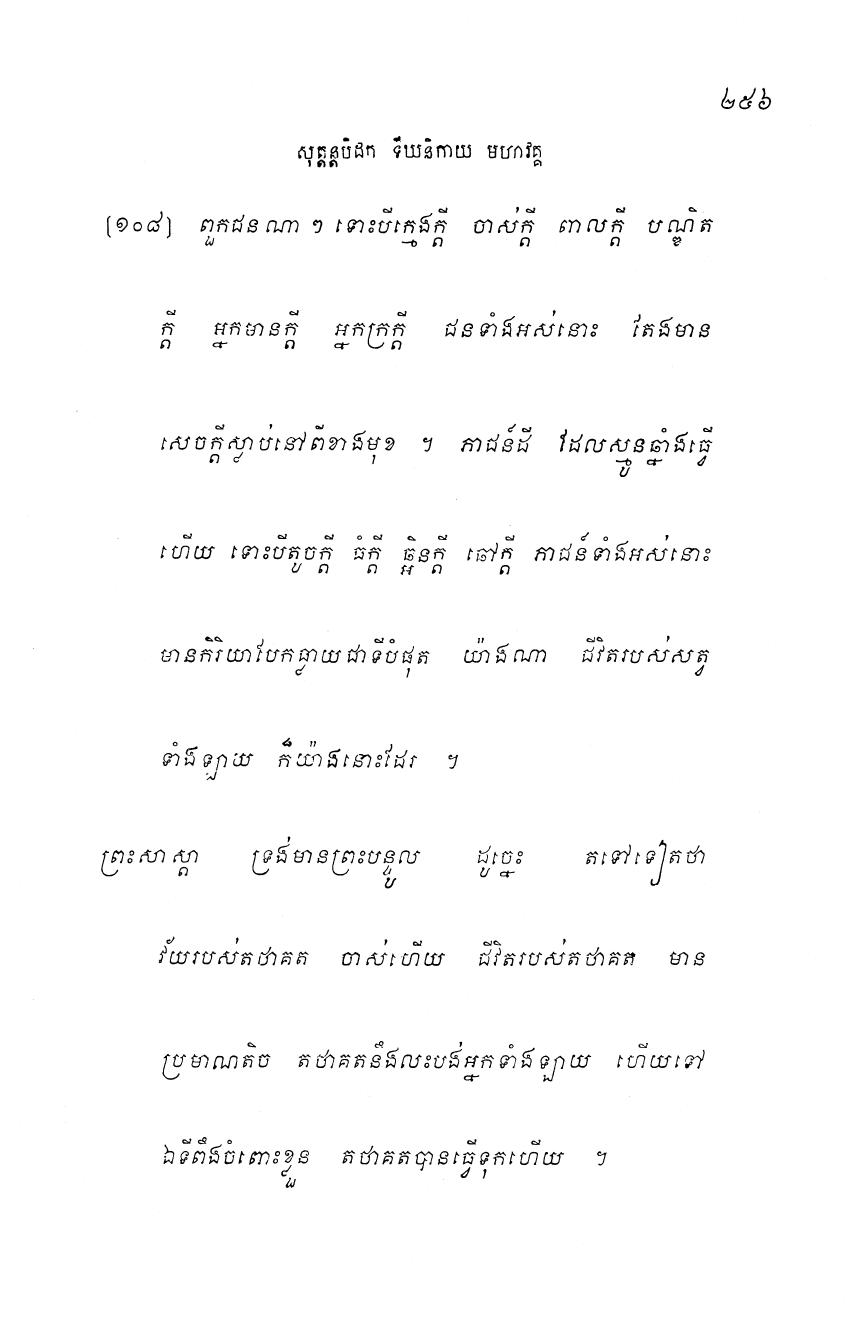 ២៥៦
សុត្តន្តបិដក ទីឃនិកាយ មហាវគ្គ
[១០៨] ពួកជនណា ៗ ទោះបីក្មេងក្តី ចាស់ក្តី ពាលក្តី បណ្ឌិត
ក្តី អ្នកមានក្តី អ្នកក្រក្តី ជនទាំងអស់នោះ តែងមាន
សេចក្តីស្លាប់នៅពីខាងមុខ ។ ភាជន៍ដី ដែលស្មូនឆ្នាំងធ្វើ
ហើយ ទោះបីតូចក្តី ធំក្តី ឆ្អិនក្តី ឆៅក្តី ភាជន៍ទាំងអស់នោះ
មានកិរិយាបែកធ្លាយជាទីបំផុត យ៉ាងណា ជីវិតរបស់សត្វ
ទាំងឡាយ ក៏យ៉ាងនោះដែរ ។
ព្រះសាស្តា ទ្រង់មានព្រះបន្ទូល ដូច្នេះ តទៅទៀតថា
វ័យរបស់តថាគត ចាស់ហើយ ជីវិតរបស់តថាគត មាន
ប្រមាណតិច តថាគតនឹងលះបង់អ្នកទាំងឡាយ ហើយទៅ
ឯទីពឹងចំពោះខ្លួន តថាគតបានធ្វើទុកហើយ ។